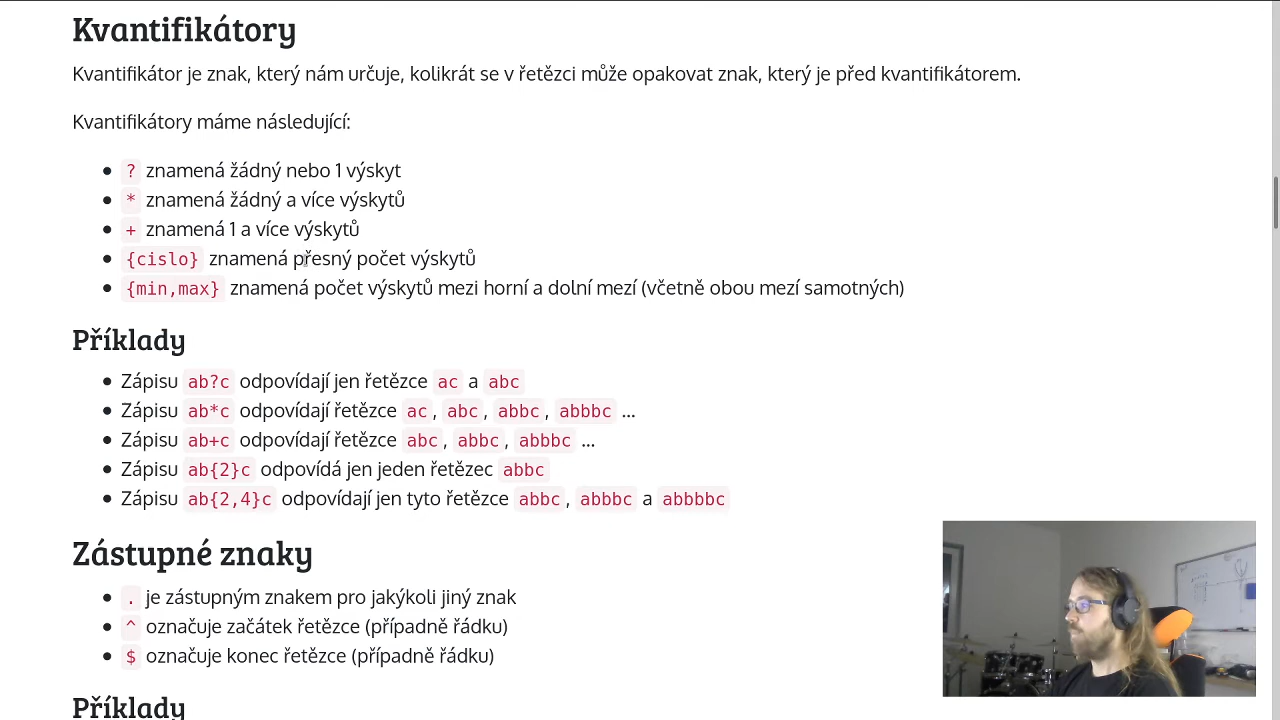 Kvantifikátory
Kvantifikátor je znak, který nám určuje, kolikrát se v řetězci může opakovat znak, který je před kvantifikátorem.
Kvantifikátory máme následující:
? znamená žádný nebo 1 výskyt
* znamená žádný a více výskytů
+ znamená 1 a více výskytů
{cislo} znamená přesný počet výskytů
{min,max} znamená počet výskytů mezi horní a dolní mezí (včetně obou mezí samotných)
Příklady
Zápisu ab?c odpovídají jen řetězce ac a abc
Zápisu ab*c odpovídají řetězce ac, abc, abbc, abbbc ...
Zápisu ab+c odpovídají řetězce abc, abbc, abbbc ...
Zápisu ab{2}c odpovídá jen jeden řetězec abbc
Zápisu ab{2,4}c odpovídají jen tyto řetězce abbc, abbbc a abbbbc
Zástupné znaky
. je zástupným znakem pro jakýkoli jiný znak
^ označuje začátek řetězce (případně řádku)
$ označuje konec řetězce (případně řádku)
Příklady